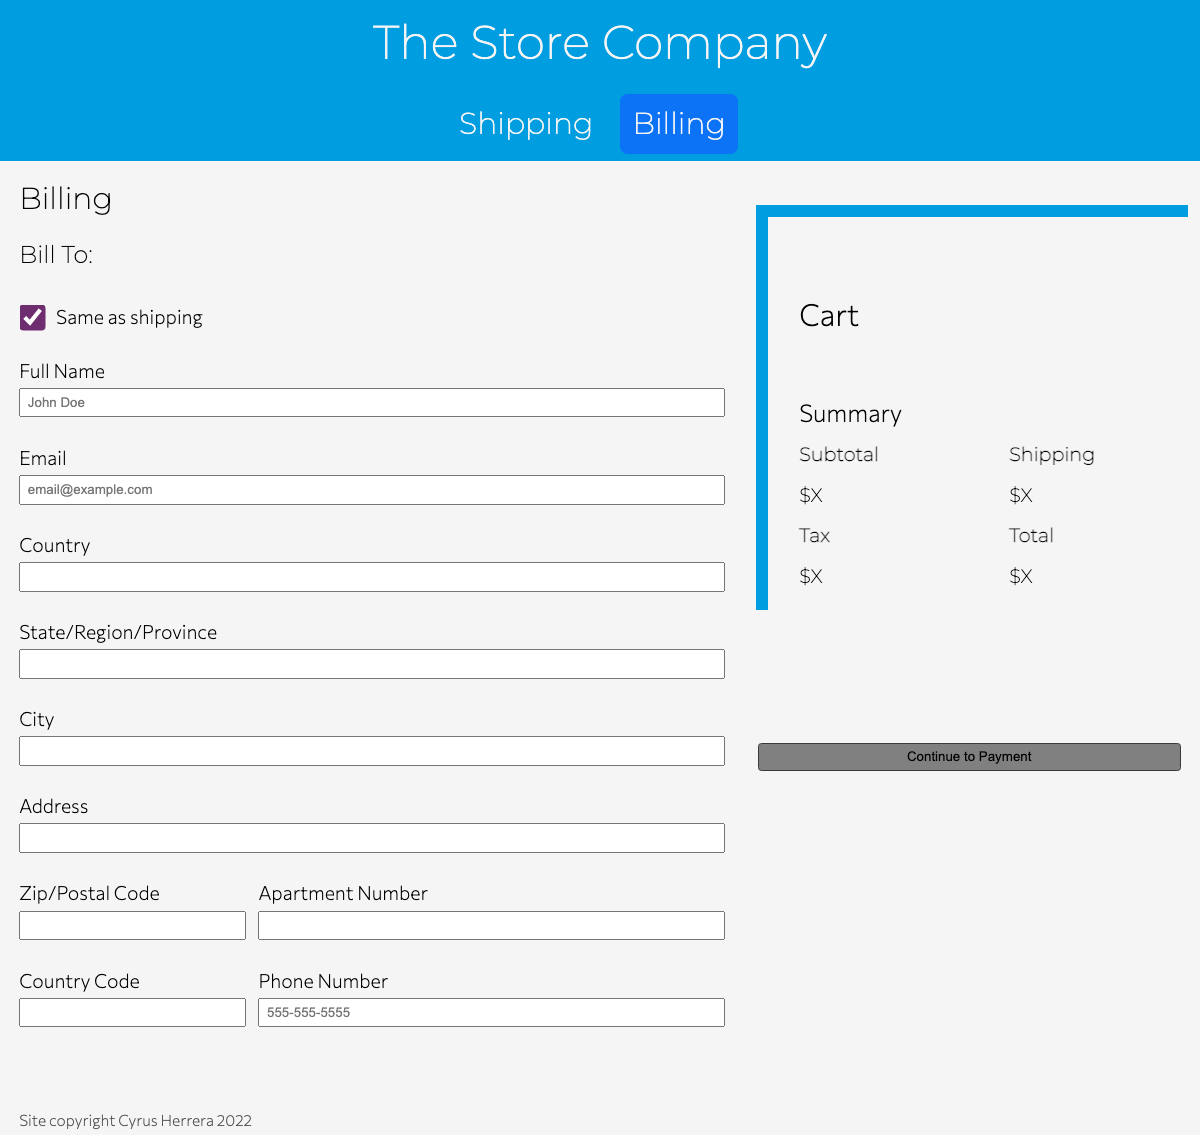 The Store Company
Shipping Billing
Billing
Bill To:
Same as shipping
Full Name
John Doe
Email
email@example.com
Country
State/Region/Province
City
Address
Zip/Postal Code Apartment Number
Country Code Phone Number
555-555-5555
Cart
Summary
Subtotal Shipping
$X $X
Tax Total
$X $X
Continue to Payment
Site copyright Cyrus Herrera 2022